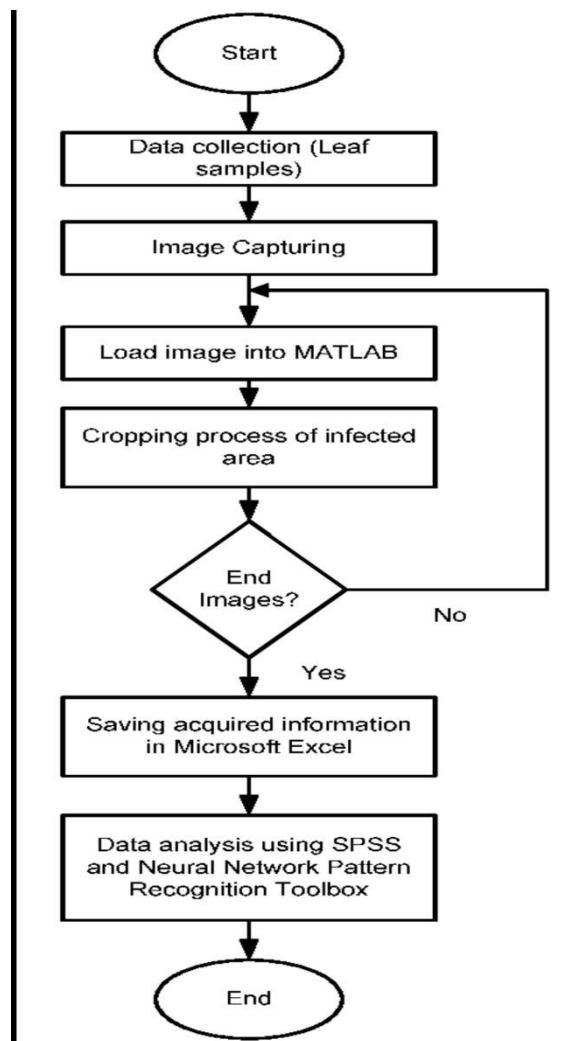 Start
Data collection (Leaf
samples)
Image Capturing
Load image into MATLAB
Cropping process of infected
area
End
Images?
No
Yes
Saving acquired information
in Microsoft Excel
Data analysis using SPSS
and Neural Network Pattern
Recognition Toolbox
End